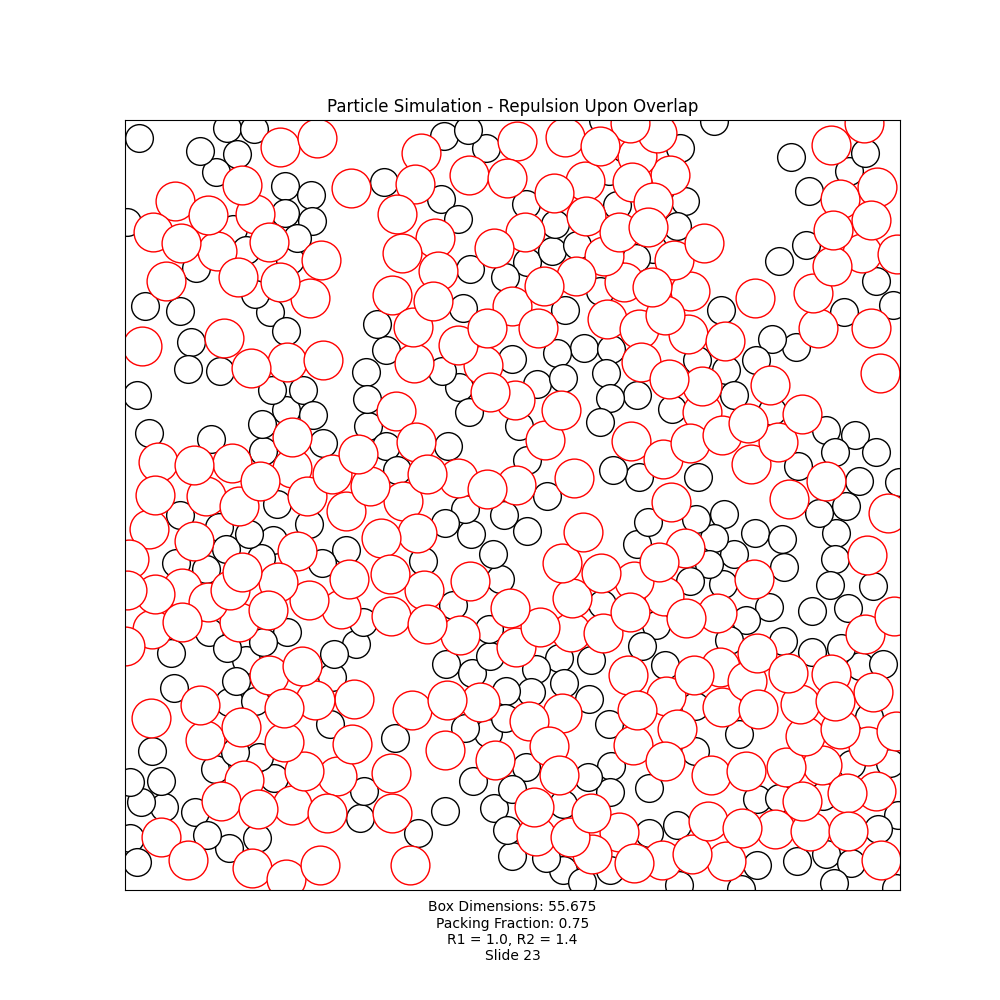 Particle Simulation - Repulsion Upon Overlap
Box Dimensions: 55.675
Packing Fraction: 0.75
R1 = 1.0, R2 = 1.4
Slide 23